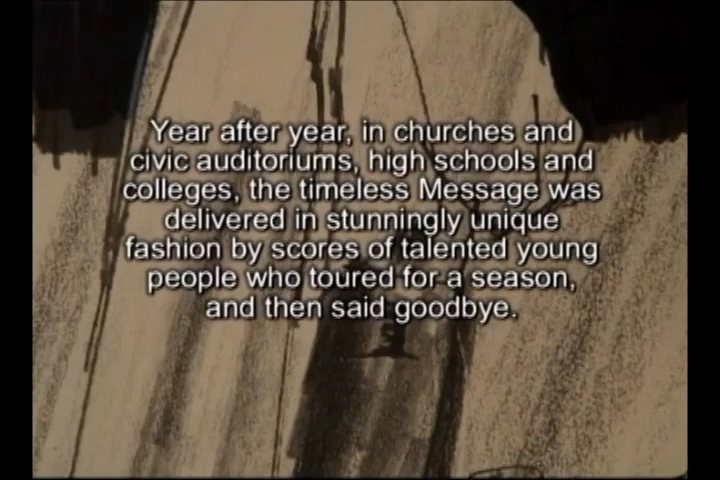 Year after year, in churches and
civic auditoriums, high schools and
colleges, the timeless Message was
delivered in stunningly unique
fashion by scores of talented young
people who toured for a season,
and then said goodbye.